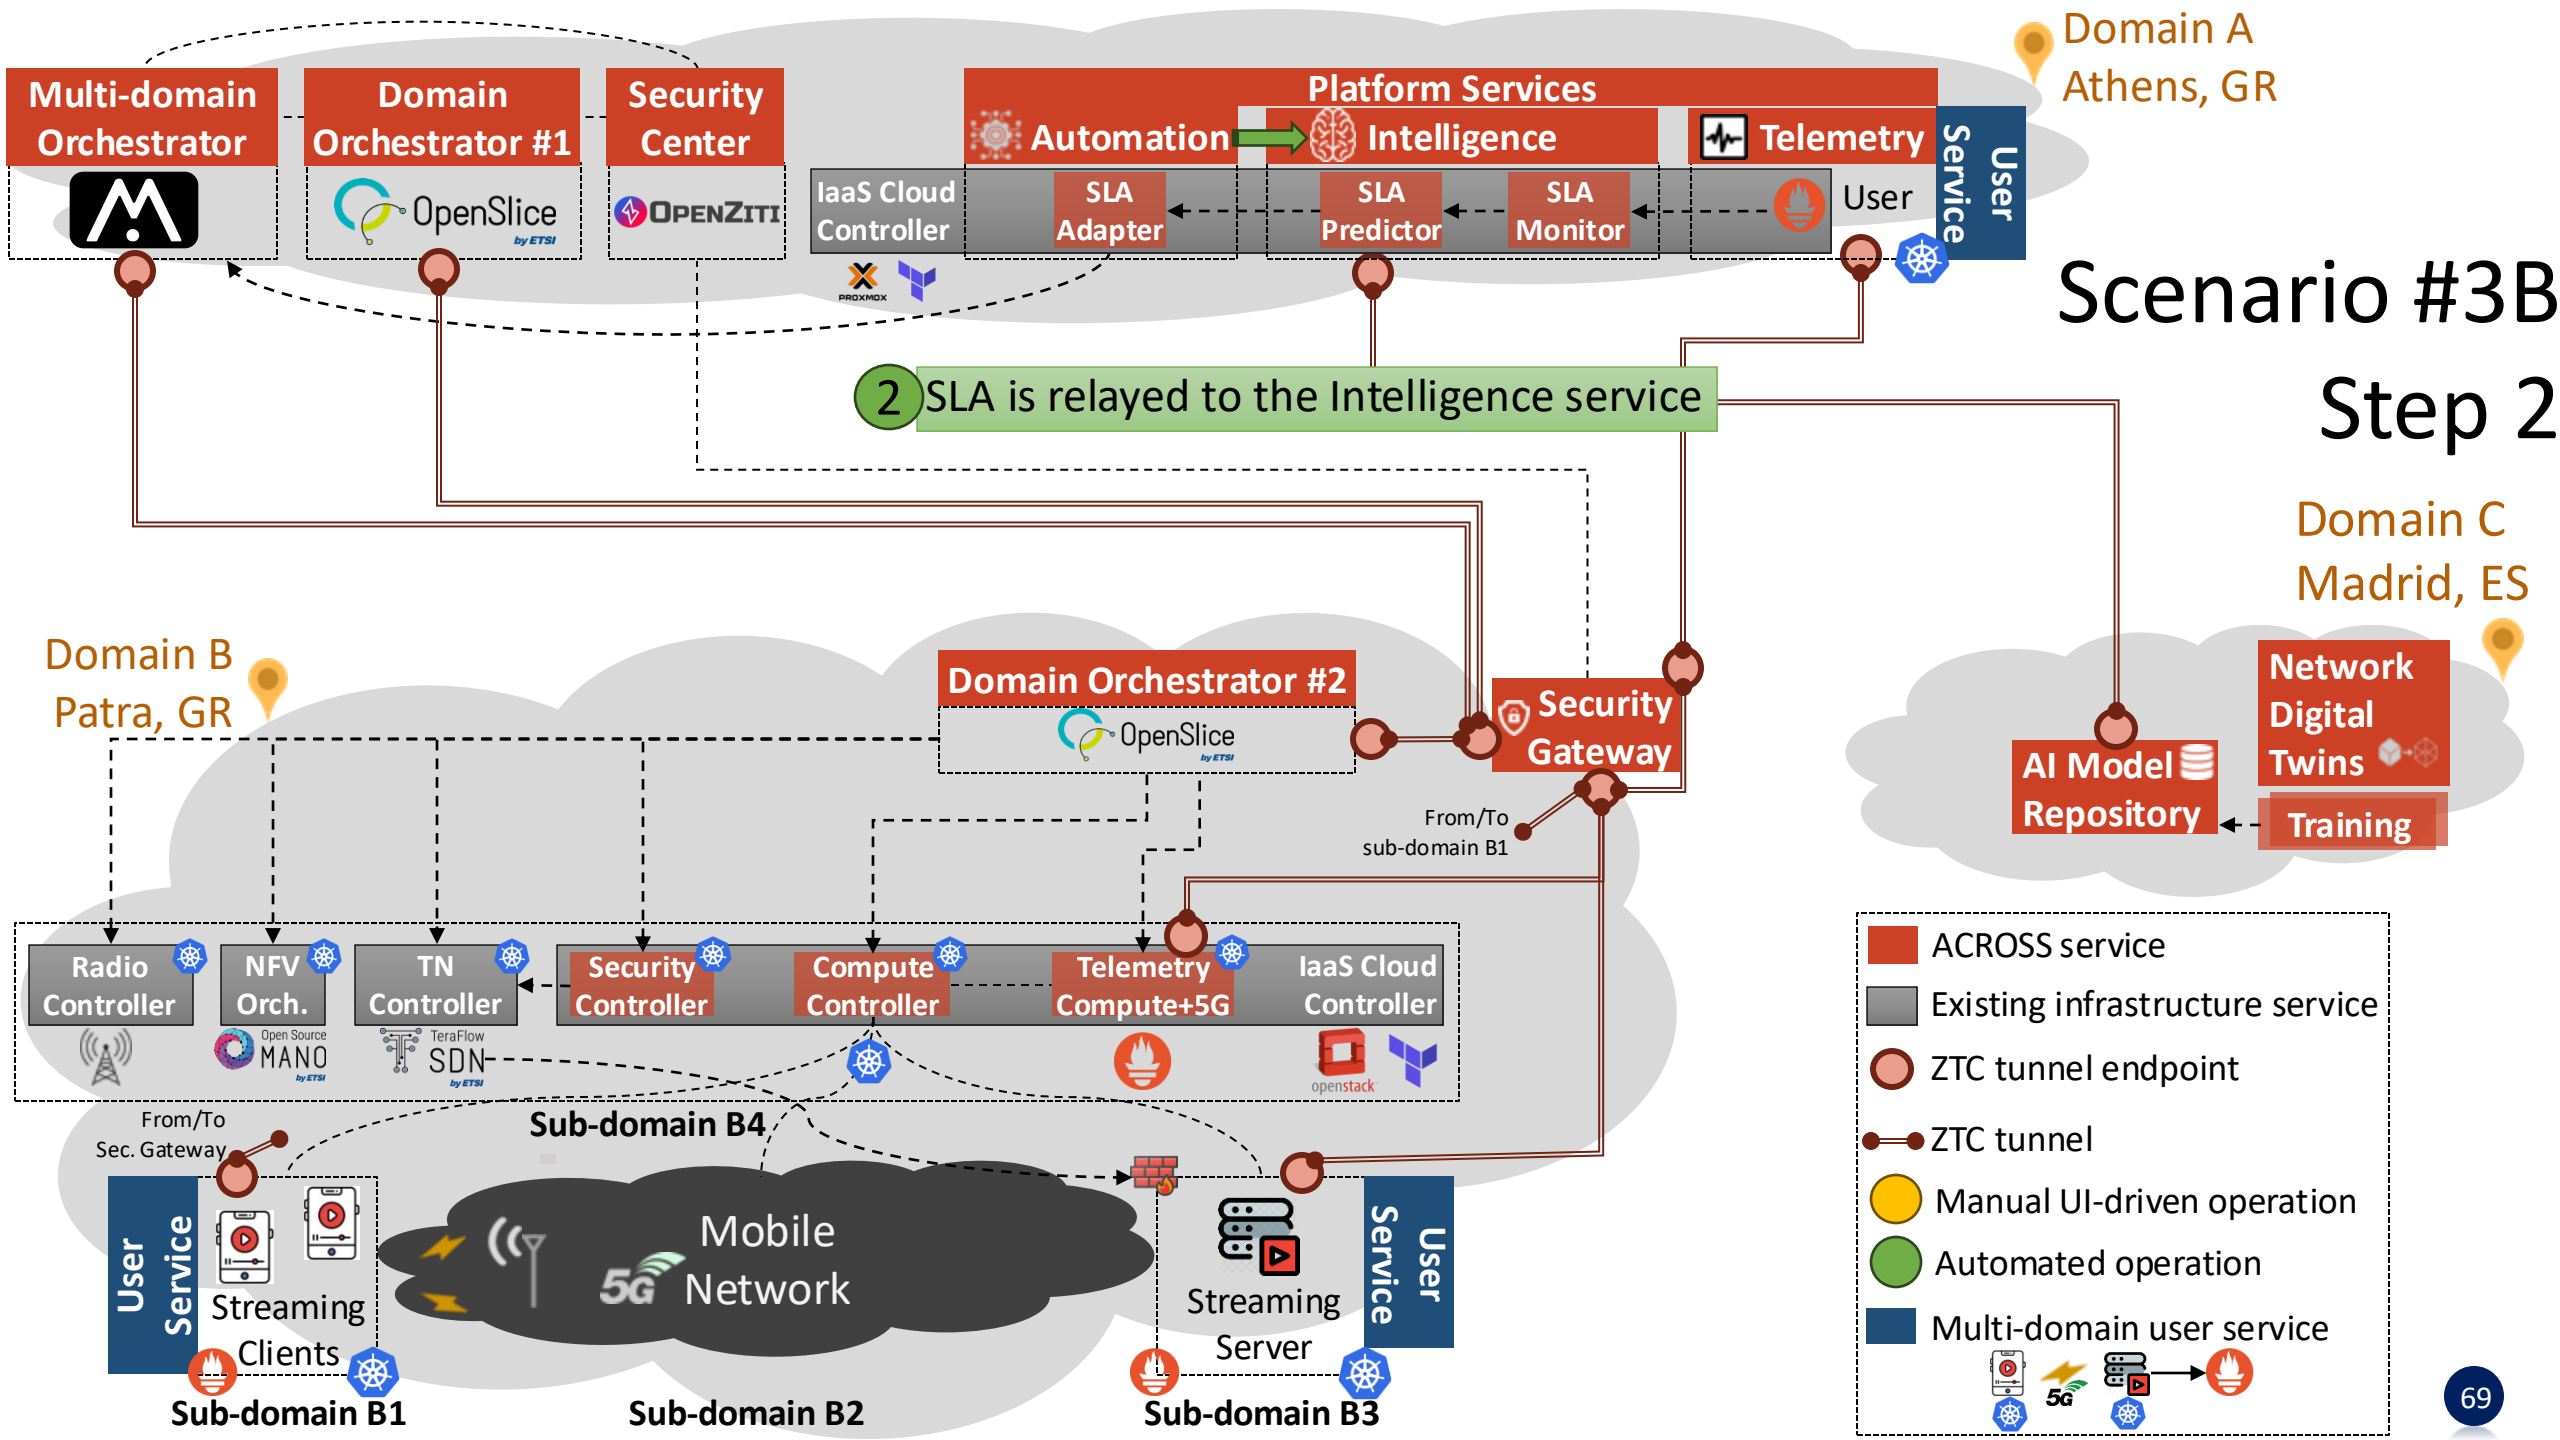 Domain A
Athens, GR
Multi-domain
Orchestrator
Domain
Orchestrator #1
OpenSlice
by ETSI
Security
Center
OPENZITI
Platform Services
Automation
Intelligence
Telemetry
IaaS Cloud
Controller
SLA
Adapter
SLA
Predictor
SLA
Monitor
User
User
Service
PROXMOX
Scenario #3B
Step 2
2
SLA is relayed to the Intelligence service
Domain C
Madrid, ES
Network
Digital
Twins
AI Model
Repository
Training
Domain B
Patra, GR
Domain Orchestrator #2
OpenSlice
by ETSI
Security
Gateway
From/To
sub-domain B1
Radio
Controller
NFV
Orch.
Open Source
MANO
by ETSI
TN
Controller
TeraFlow
SDN
by ETSI
Security
Controller
Compute
Controller
Telemetry
Compute+5G
IaaS Cloud
Controller
openstack
Sub-domain B4
From/To
Sec. Gateway
User
Service
Streaming
Clients
Sub-domain B1
5G
Mobile
Network
Sub-domain B2
Streaming
Server
User
Service
Sub-domain B3
ACROSS service
Existing infrastructure service
ZTC tunnel endpoint
ZTC tunnel
Manual UI-driven operation
Automated operation
Multi-domain user service
5G
69